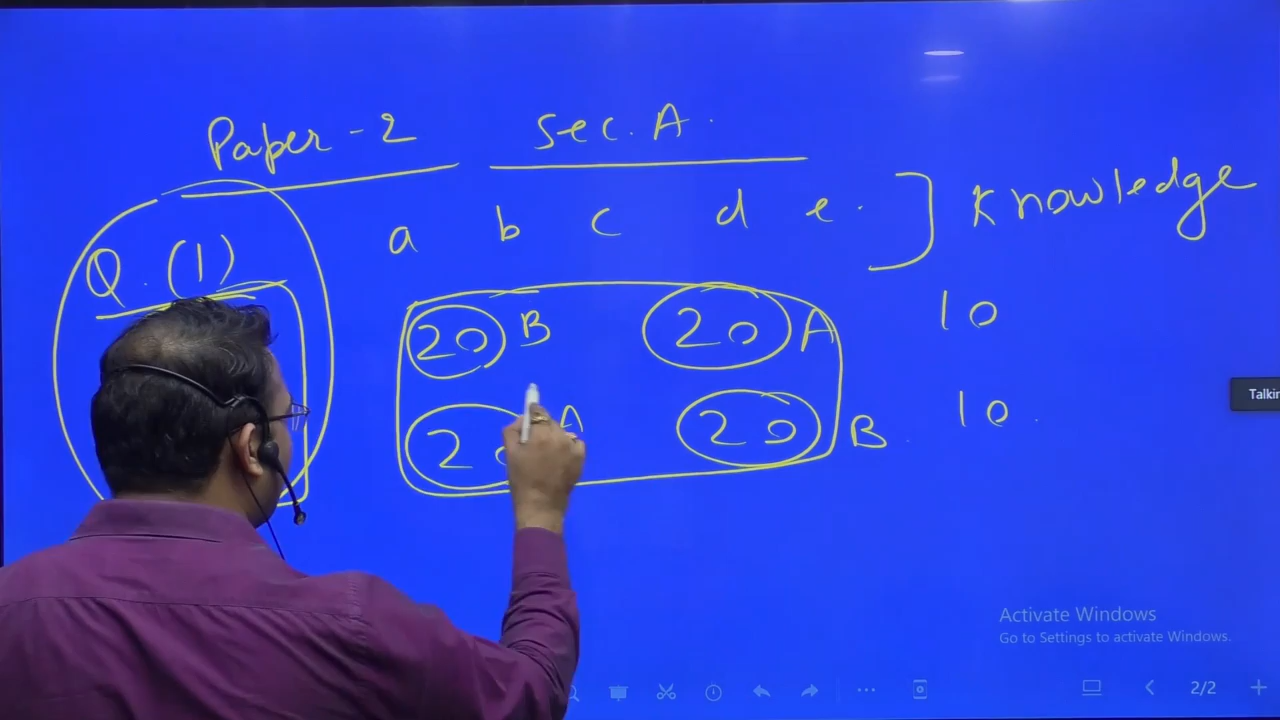 Paper-2 Sec. A.
Q. (1) a b c d e. ] Knowledge
20 B 20 A 10
20 A 20 B. 10.
Talkin
Activate Windows
Go to Settings to activate Windows.
2/2